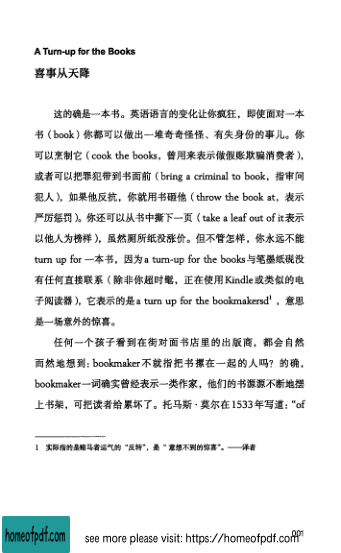 A Turn-up for the Books
喜事从天降
这的确是一本书。英语语言的变化让你疯狂，即使面对一本
书（book）你都可以做出一堆奇奇怪怪、有失身份的事儿。你
可以烹制它（cook the books，曾用来表示做假账欺骗消费者），
或者可以把罪犯带到书面前（bring a criminal to book，指审问
犯人），如果他反抗，你就用书砸他（throw the book at，表示
严厉惩罚）。你还可以从书中撕下一页（take a leaf out of it表示
以他人为榜样），虽然厕所纸没涨价。但不管怎样，你永远不能
turn up for 一本书，因为a turn-up for the books与笔墨纸砚没
有任何直接联系（除非你超时髦，正在使用Kindle或类似的电
子阅读器），它表示的是a turn up for the bookmakersd¹，意思
是一场意外的惊喜。
任何一个孩子看到在街对面书店里的出版商，都会自然
而然地想到：bookmaker不就指把书摞在一起的人吗？的确，
bookmaker一词确实曾经表示一类作家，他们的书源源不断地摆
上书架，可把读者给累坏了。托马斯·莫尔在1533年写道：“of
1 实际指的是赌马者运气的“反转”，是“意想不到的惊喜”。——译者
001
homeofpdf.com
see more please visit: https://homeofpdf.com